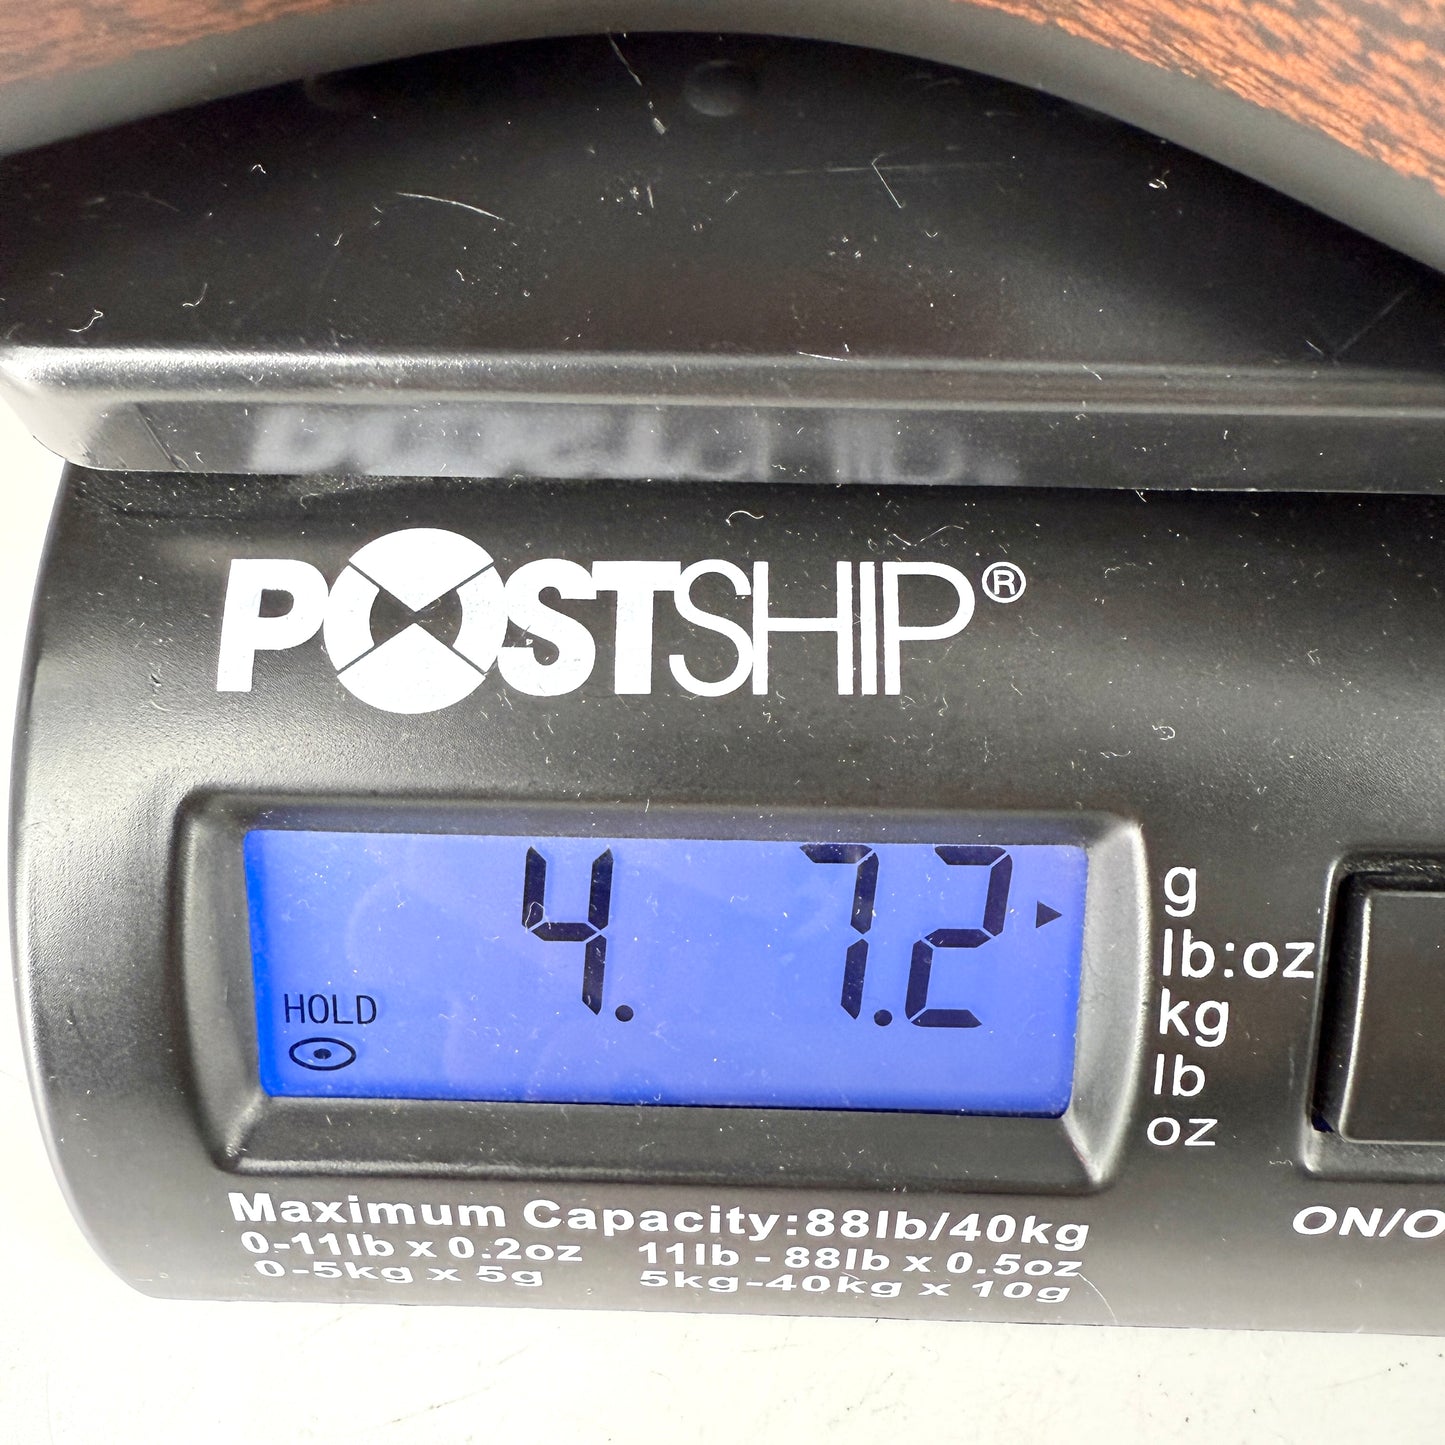 POSTSHIP®
4. 7.2
HOLD
g
lb:oz
kg
lb
oz
Maximum Capacity:88lb/40kg
0-11lb x 0.2oz 11lb - 88lb x 0.5oz
0-5kg x 5g 5kg-40kg x 10g
ON/O